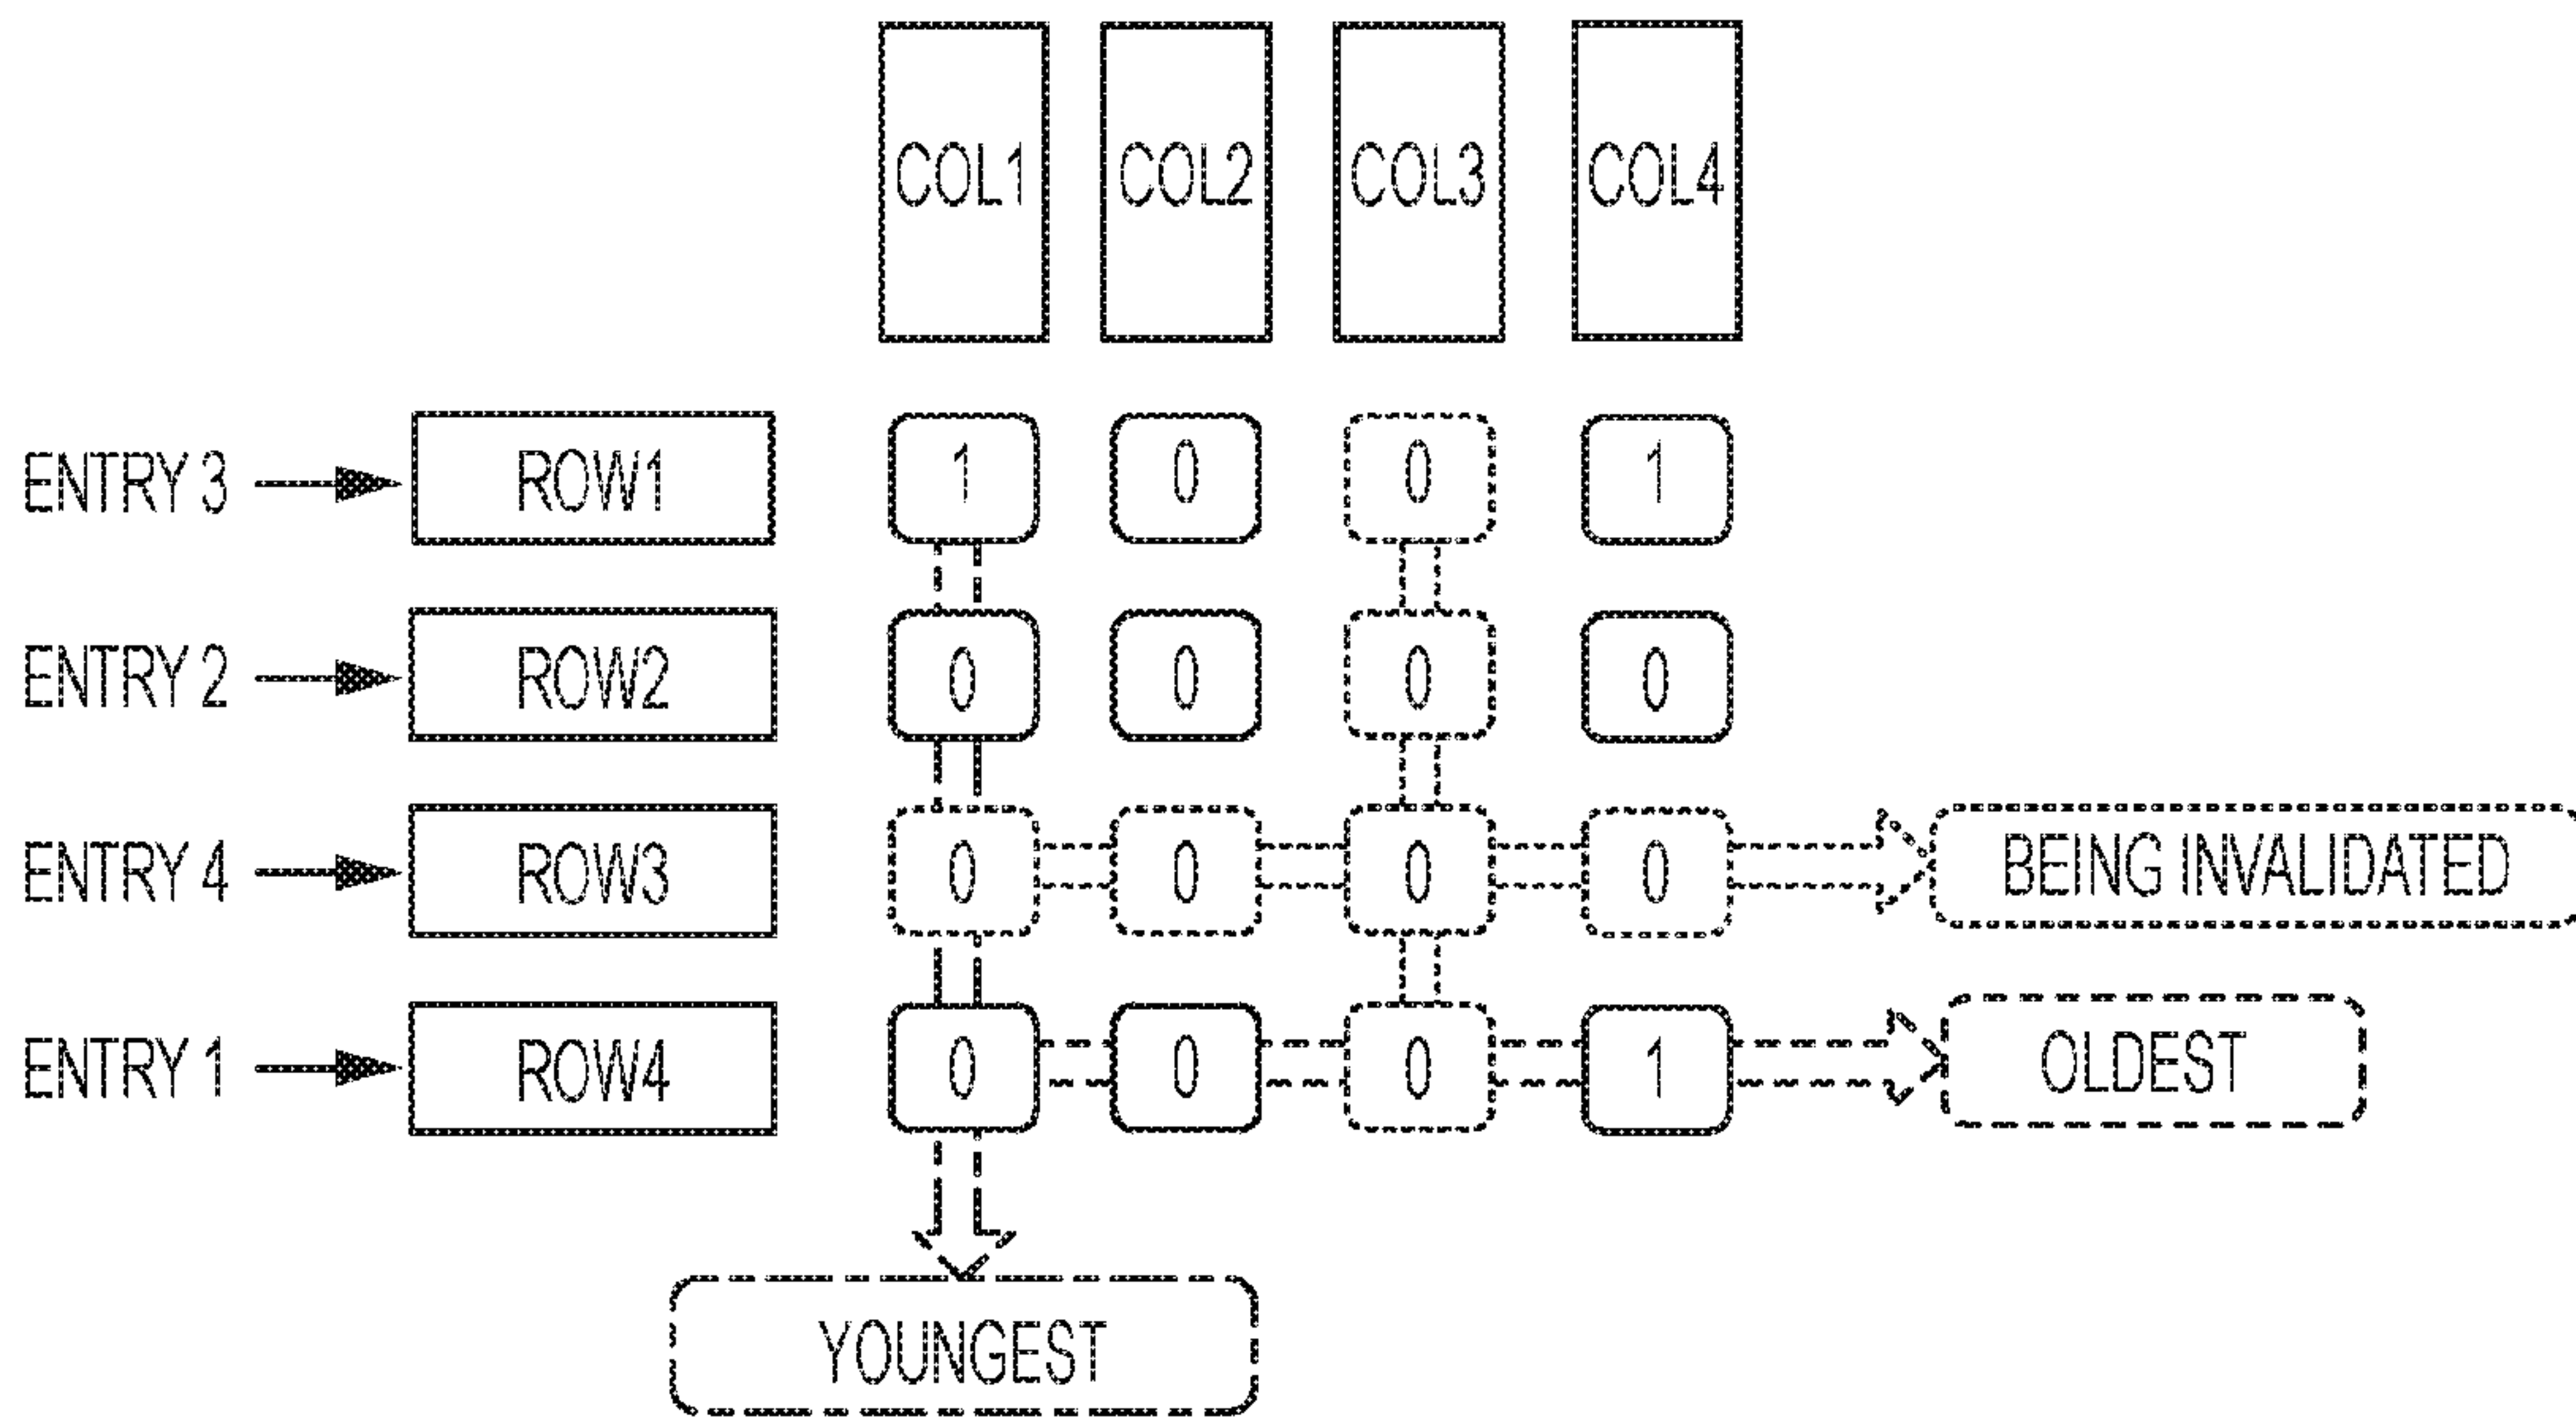 COL1 COL2 COL3 COL4
ENTRY 3 ROW1 1 0 0 1
ENTRY 2 ROW2 0 0 0 0
ENTRY 4 ROW3 0 0 0 0 BEING INVALIDATED
ENTRY 1 ROW4 0 0 0 1 OLDEST
YOUNGEST